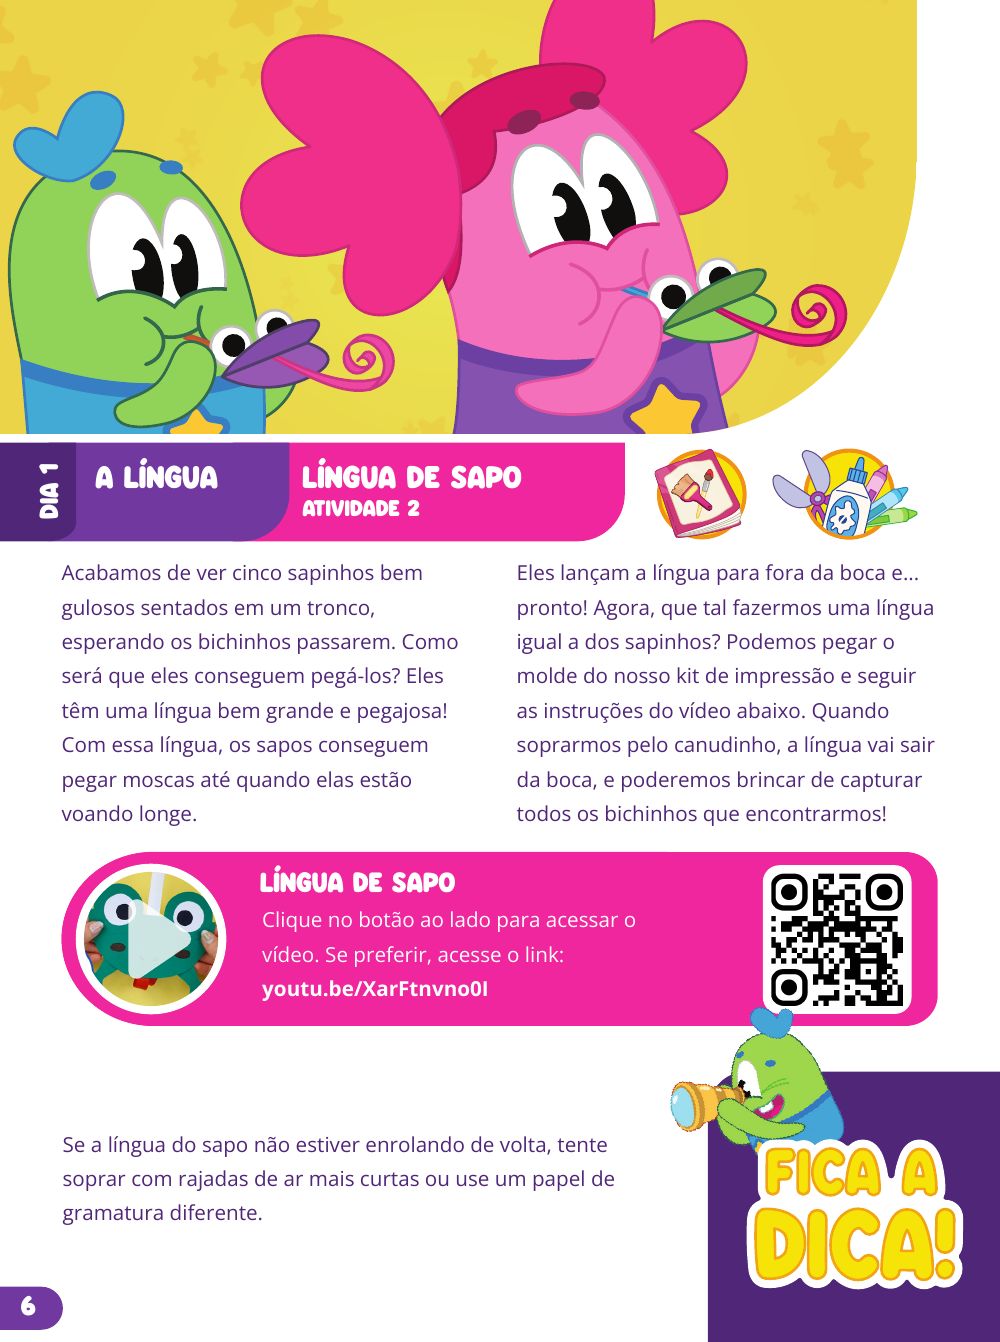 DIA 1
A LÍNGUA
LÍNGUA DE SAPO
ATIVIDADE 2
Acabamos de ver cinco sapinhos bem
gulosos sentados em um tronco,
esperando os bichinhos passarem. Como
será que eles conseguem pegá-los? Eles
têm uma língua bem grande e pegajosa!
Com essa língua, os sapos conseguem
pegar moscas até quando elas estão
voando longe.
Eles lançam a língua para fora da boca e...
pronto! Agora, que tal fazermos uma língua
igual a dos sapinhos? Podemos pegar o
molde do nosso kit de impressão e seguir
as instruções do vídeo abaixo. Quando
soprarmos pelo canudinho, a língua vai sair
da boca, e poderemos brincar de capturar
todos os bichinhos que encontrarmos!
LÍNGUA DE SAPO
Clique no botão ao lado para acessar o
vídeo. Se preferir, acesse o link:
youtu.be/XarFtnvno0I
Se a língua do sapo não estiver enrolando de volta, tente
soprar com rajadas de ar mais curtas ou use um papel de
gramatura diferente.
FICA A
DICA!
6